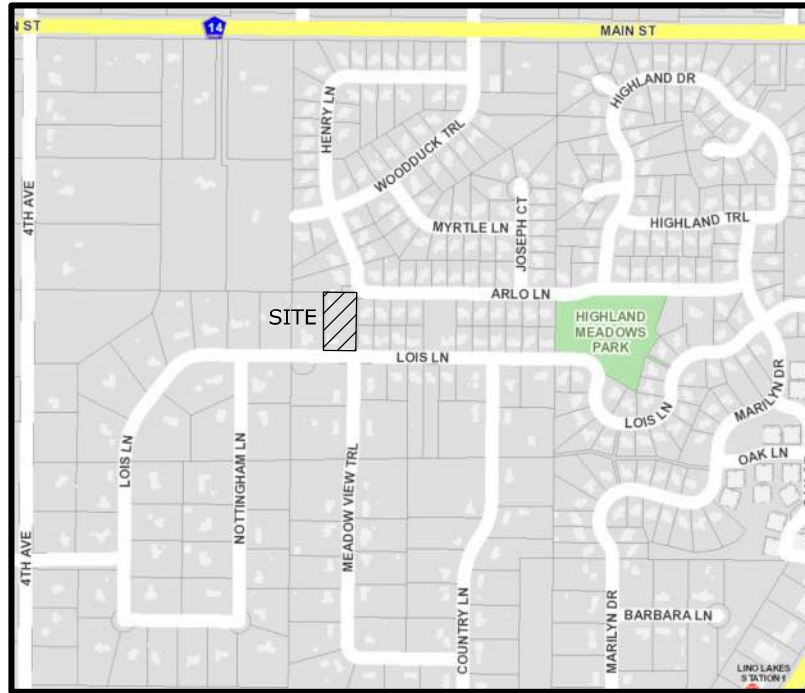 N ST
14
MAIN ST
HIGHLAND DR
HENRY LN
WOODDUCK TRL
4TH AVE
JOSEPH CT
MYRTLE LN
HIGHLAND TRL
ARLO LN
SITE
HIGHLAND
MEADOWS
PARK
LOIS LN
MARILYN DR
LOIS LN
LOIS LN
NOTTINGHAM LN
MEADOW VIEW TRL
OAK LN
4TH AVE
COUNTRY LN
MARILYN DR
BARBARA LN
LINO LAKES
STATION 1